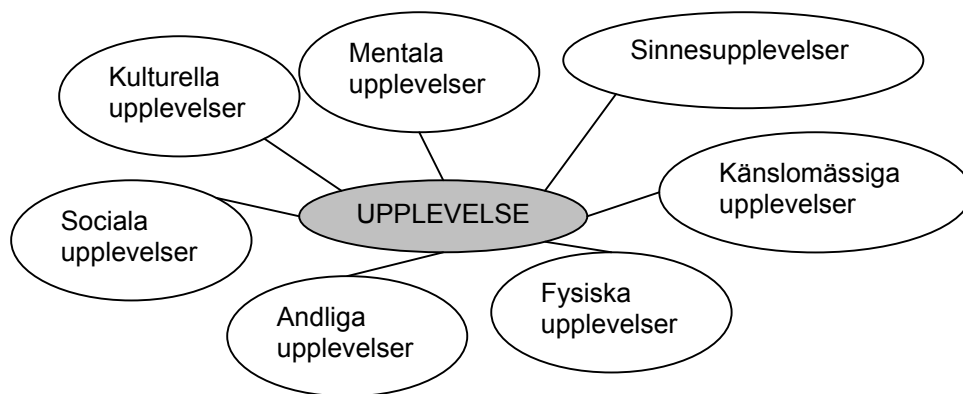 Kulturella
upplevelser
Mentala
upplevelser
Sinnesupplevelser
Känslomässiga
upplevelser
UPPLEVELSE
Sociala
upplevelser
Andliga
upplevelser
Fysiska
upplevelser